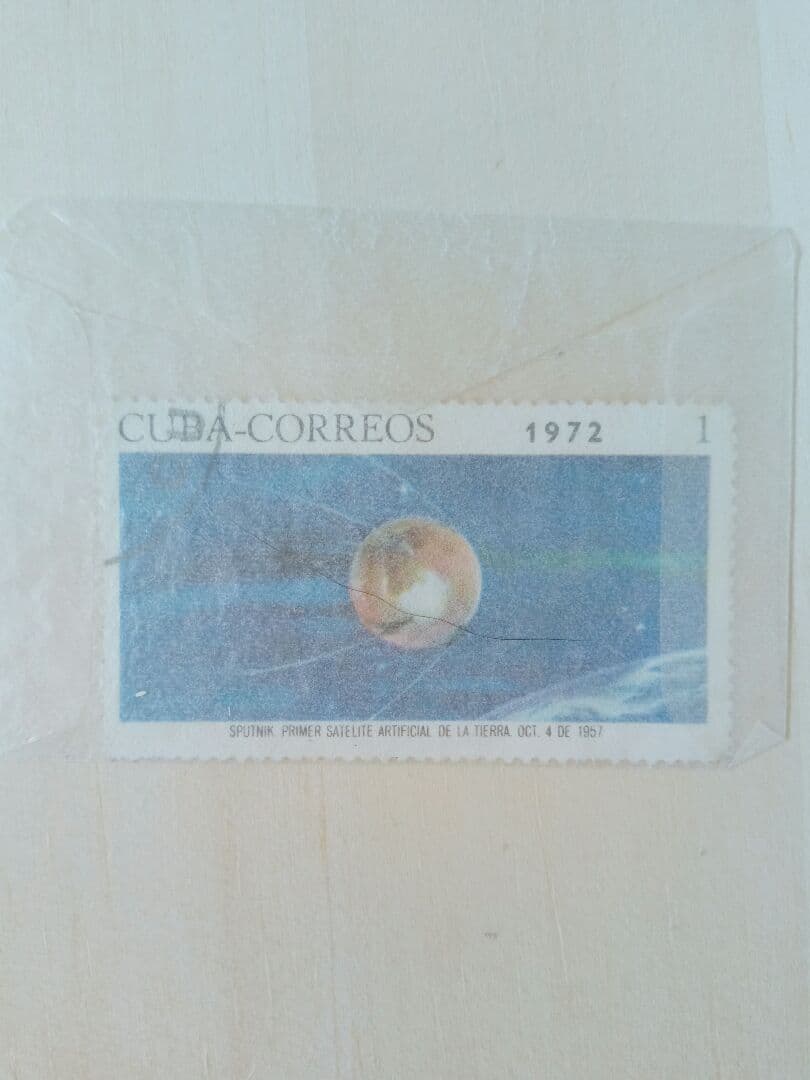 CUBA-CORREOS 1972 1
SPUTNIK. PRIMER SATELITE ARTIFICIAL DE LA TIERRA. OCT. 4 DE 1957